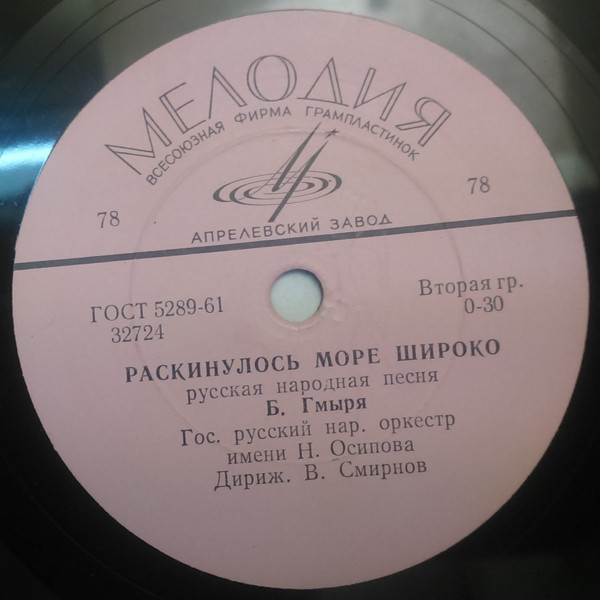 МЕЛОДИЯ
ВСЕСОЮЗНАЯ ФИРМА ГРАМПЛАСТИНОК
78
78
АПРЕЛЕВСКИЙ ЗАВОД
ГОСТ 5289-61
32724
Вторая гр.
0-30
РАСКИНУЛОСЬ МОРЕ ШИРОКО
русская народная песня
Б. Гмыря
Гос. русский нар. оркестр
имени Н. Осипова
Дириж. В. Смирнов